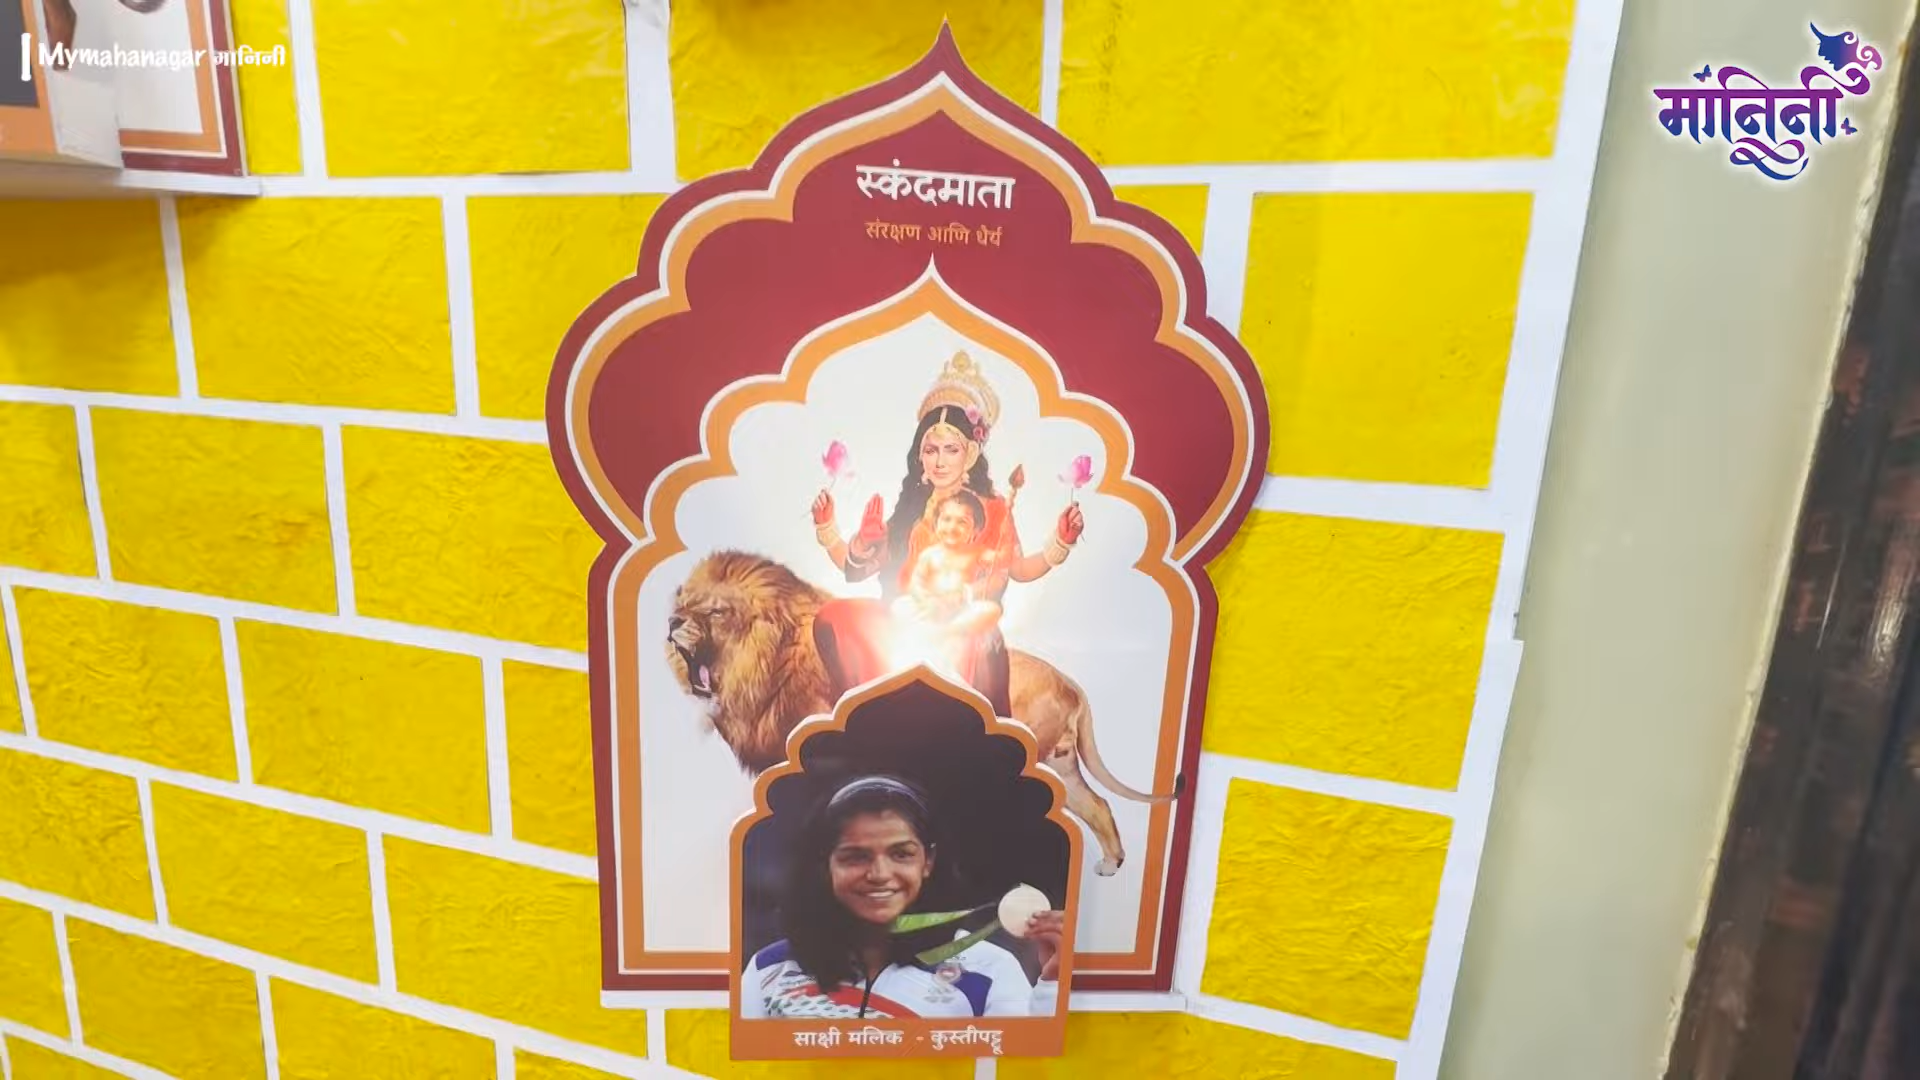 Mymahanagar मानिनी
मानिनी
स्कंदमाता
संरक्षण आणि धैर्य
साक्षी मलिक - कुस्तीपट्टू